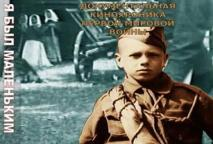 Я БЫЛ МАЛЕНЬКИМ
ДОКУМЕНТАЛЬНАЯ
КИНОХРОНИКА
ПЕРВОЙ МИРОВОЙ
ВОЙНЫ